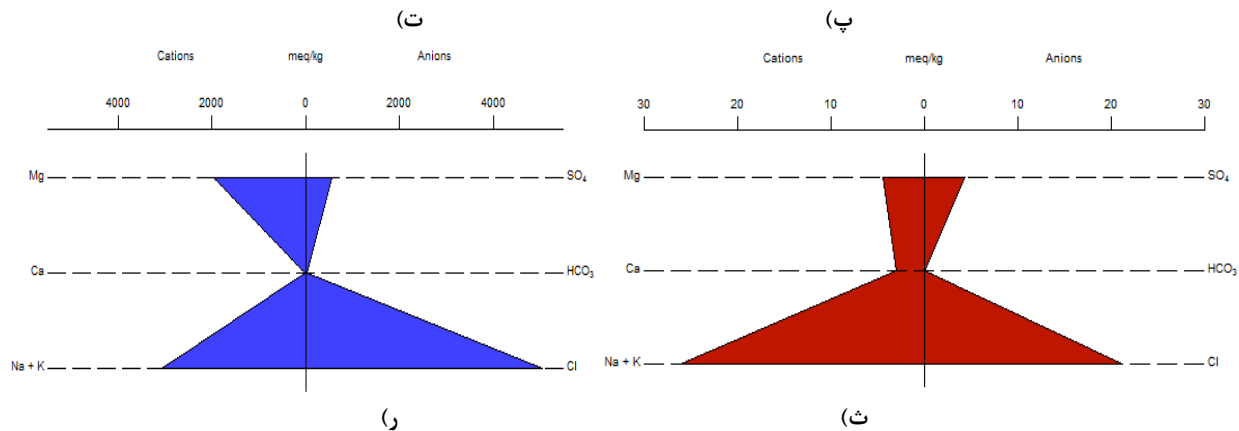 ت) پ)
Cations meq/kg Anions Cations meq/kg Anions
4000 2000 0 2000 4000 30 20 10 0 10 20 30
Mg SO₄ Mg SO₄
Ca HCO₃ Ca HCO₃
Na + K Cl Na + K Cl
ر) ث)